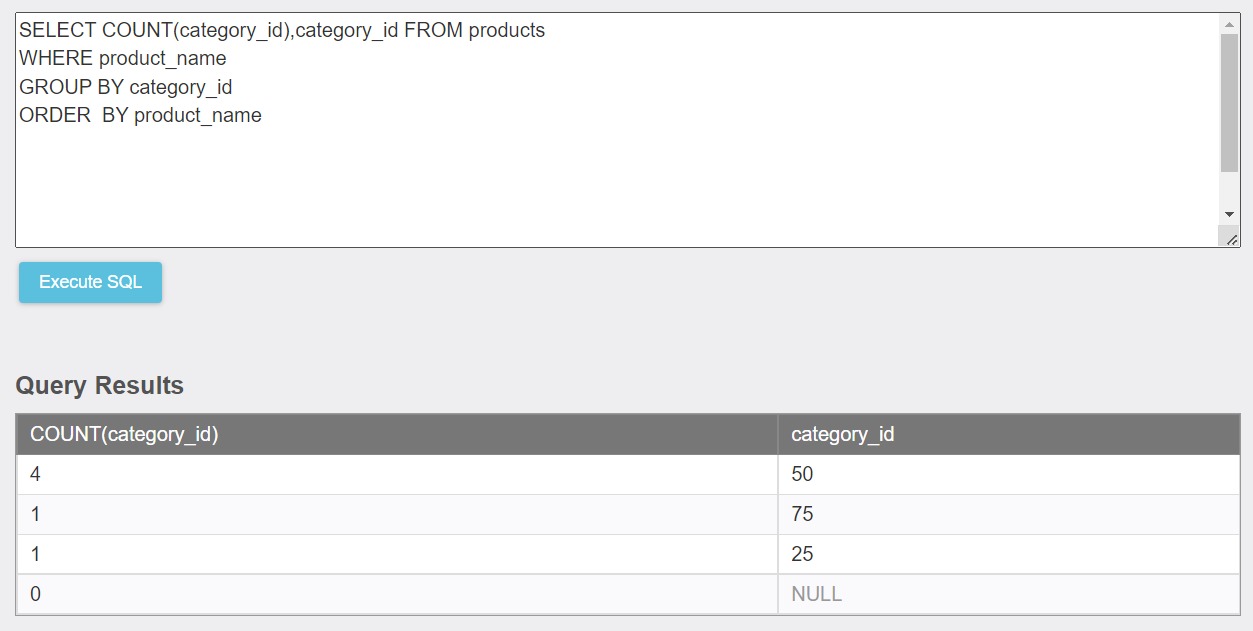 SELECT COUNT(category_id),category_id FROM products
WHERE product_name
GROUP BY category_id
ORDER  BY product_name
Execute SQL
Query Results
COUNT(category_id) category_id
4 50
1 75
1 25
0 NULL